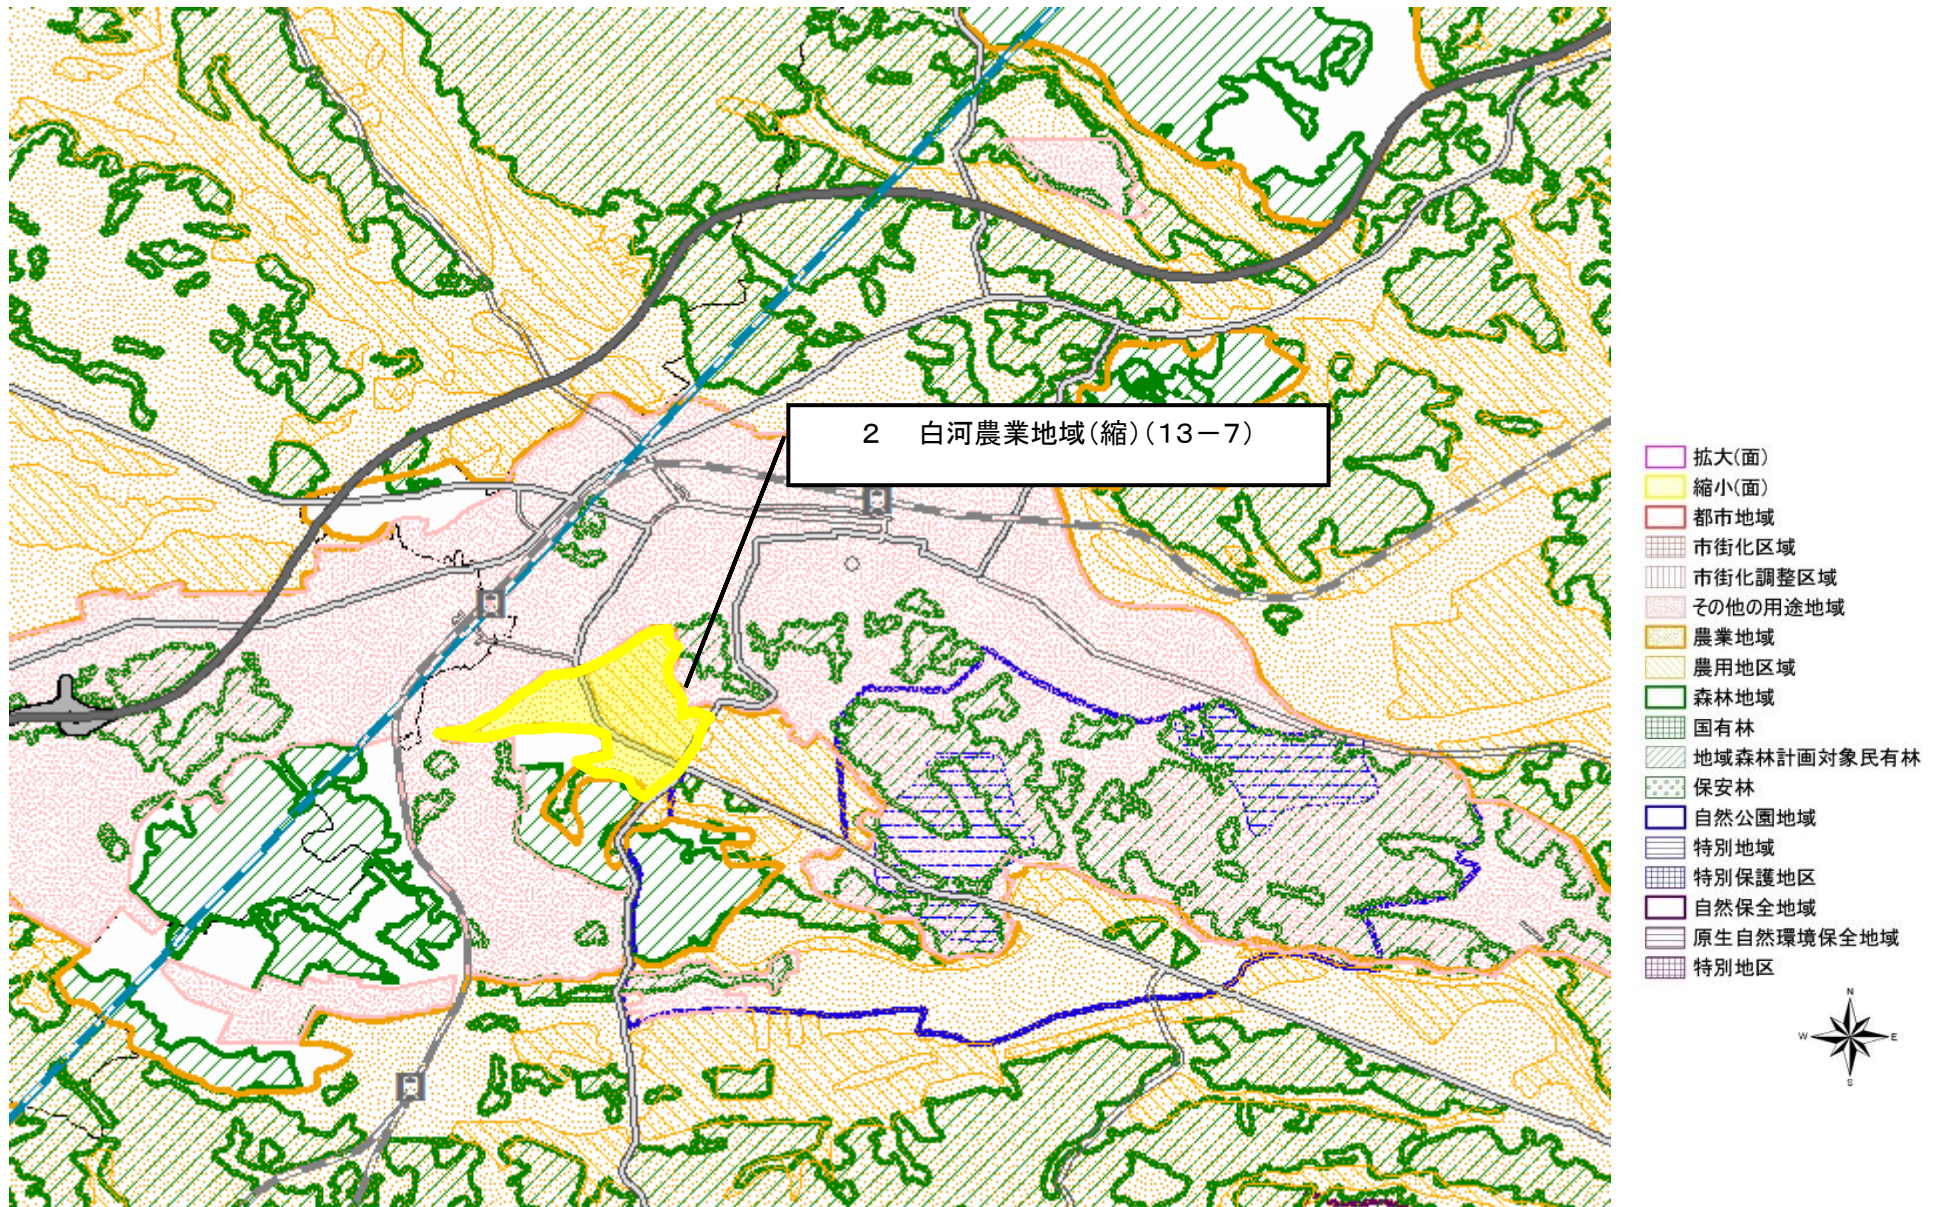 ２　白河農業地域（縮）（１３－７）
拡大(面)
縮小(面)
都市地域
市街化区域
市街化調整区域
その他の用途地域
農業地域
農用地区域
森林地域
国有林
地域森林計画対象民有林
保安林
自然公園地域
特別地域
特別保護地区
自然保全地域
原生自然環境保全地域
特別地区
N
W E
S